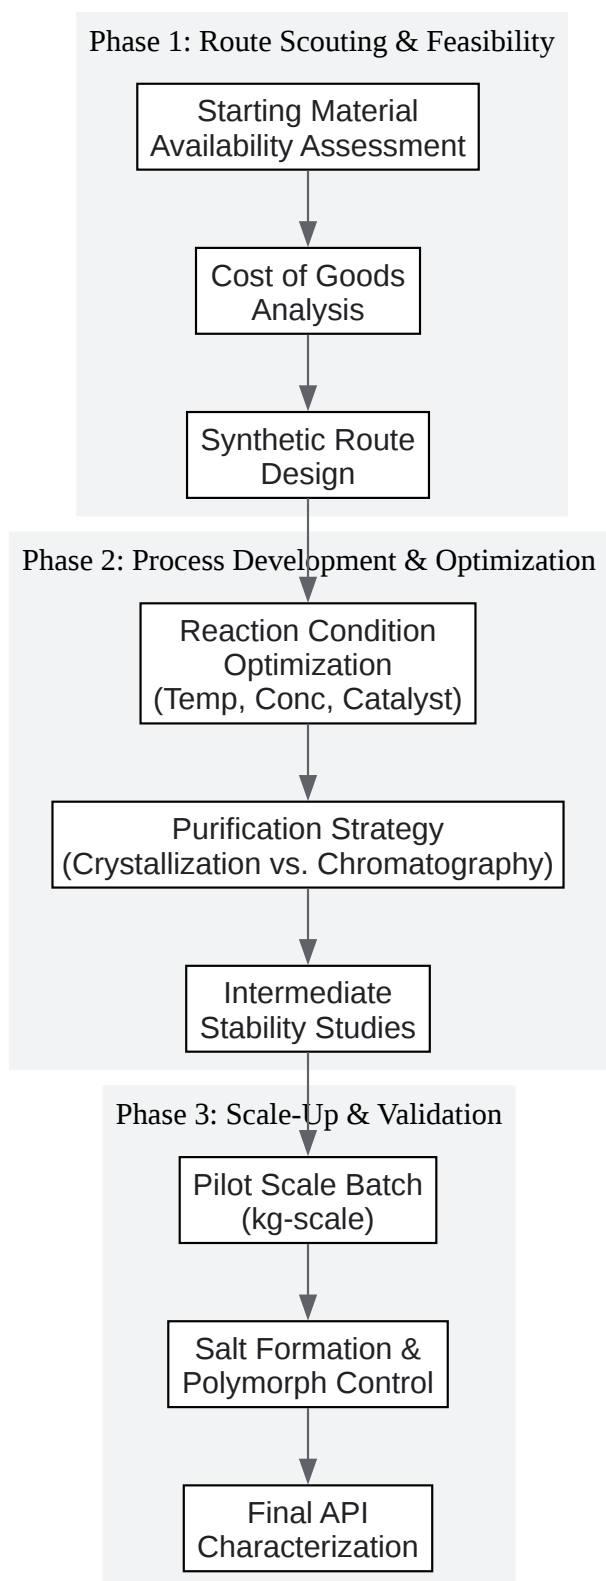 Phase 1: Route Scouting & Feasibility
Starting Material
Availability Assessment
Cost of Goods
Analysis
Synthetic Route
Design
Phase 2: Process Development & Optimization
Reaction Condition
Optimization
(Temp, Conc, Catalyst)
Purification Strategy
(Crystallization vs. Chromatography)
Intermediate
Stability Studies
Phase 3: Scale-Up & Validation
Pilot Scale Batch
(kg-scale)
Salt Formation &
Polymorph Control
Final API
Characterization